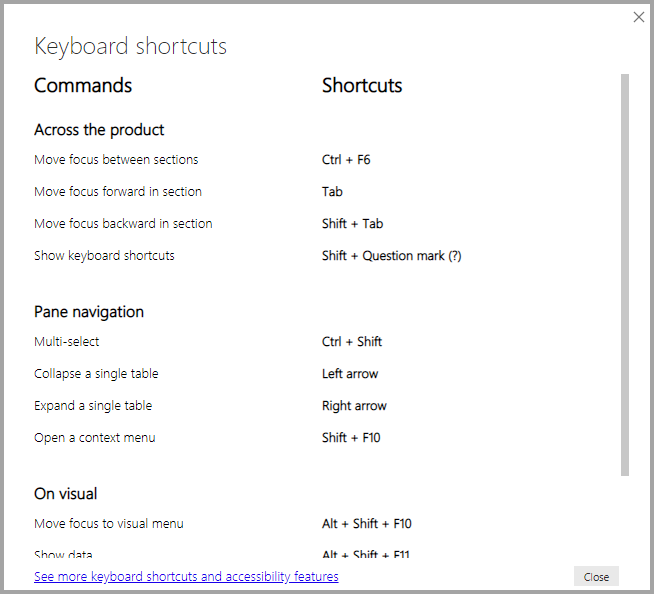 Keyboard shortcuts
Commands Shortcuts
Across the product
Move focus between sections Ctrl + F6
Move focus forward in section Tab
Move focus backward in section Shift + Tab
Show keyboard shortcuts Shift + Question mark (?)
Pane navigation
Multi-select Ctrl + Shift
Collapse a single table Left arrow
Expand a single table Right arrow
Open a context menu Shift + F10
On visual
Move focus to visual menu Alt + Shift + F10
Show data Alt + Shift + F11
See more keyboard shortcuts and accessibility features Close